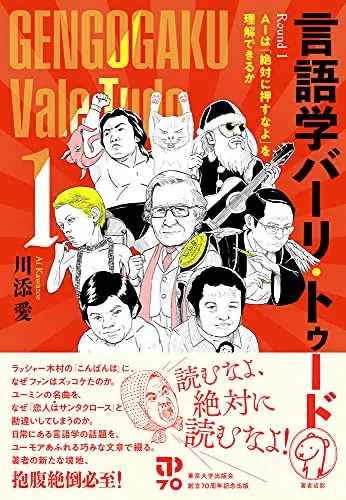 GENGOGAKU
Vale Tudo
言語学バーリ・トゥード
Round 1
AIは「絶対に押すなよ」を
理解できるか
1
川添愛
Ai Kawazoe
ラッシャー木村の「こんばんは」に、
なぜファンはズッコケたのか。
ユーミンの名曲を、
なぜ「恋人はサンタクロース」と
勘違いしてしまうのか。
日常にある言語学の話題を、
ユーモアあふれる巧みな文章で綴る。
著者の新たな境地、
抱腹絶倒必至!
読むなよ、
絶対に
読むなよ!
70
東京大学出版会
創立70周年記念出版
著者近影